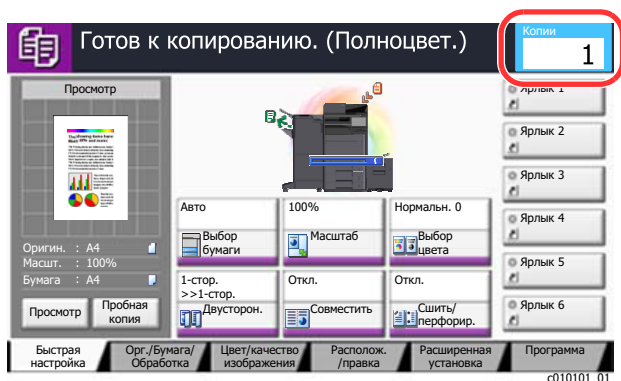 Готов к копированию. (Полноцвет.)
Копии
1
Просмотр
Оригин. : A4
Масшт. : 100%
Бумага : A4
Просмотр
Пробная
копия
Авто
Выбор
бумаги
100%
Масштаб
Нормальн. 0
Выбор
цвета
1-стор.
>>1-стор.
Двусторон.
Откл.
Совместить
Откл.
Сшить/
перфорир.
Ярлык 1
Ярлык 2
Ярлык 3
Ярлык 4
Ярлык 5
Ярлык 6
Быстрая
настройка
Орг./Бумага/
Обработка
Цвет/качество
изображения
Располож.
/правка
Расширенная
установка
Программа
c010101_01